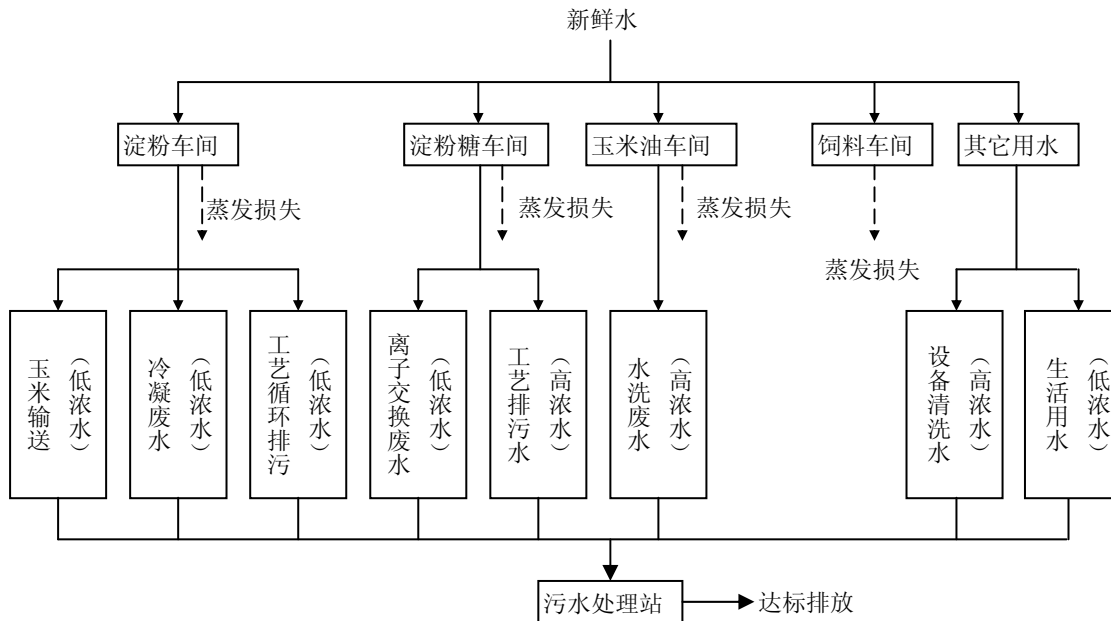 新鲜水
淀粉车间
淀粉糖车间
玉米油车间
饲料车间
其它用水
蒸发损失
蒸发损失
蒸发损失
蒸发损失
玉米输送
（低浓水）
冷凝废水
（低浓水）
工艺循环排污
（低浓水）
离子交换废水
（低浓水）
工艺排污水
（高浓水）
水洗废水
（高浓水）
设备清洗水
（高浓水）
生活用水
（低浓水）
污水处理站
达标排放